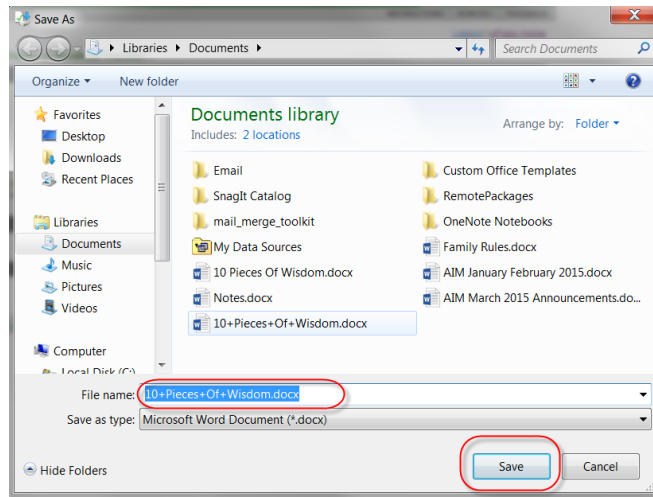 Save As
Libraries Documents
Search Documents
Organize New folder
Favorites
Desktop
Downloads
Recent Places
Libraries
Documents
Music
Pictures
Videos
Computer
Local Disk (C:)
Documents library
Includes: 2 locations
Arrange by: Folder
Email
SnagIt Catalog
mail_merge_toolkit
My Data Sources
10 Pieces Of Wisdom.docx
Notes.docx
10+Pieces+Of+Wisdom.docx
Custom Office Templates
RemotePackages
OneNote Notebooks
Family Rules.docx
AIM January February 2015.docx
AIM March 2015 Announcements.do...
File name: 10+Pieces+Of+Wisdom.docx
Save as type: Microsoft Word Document (*.docx)
Hide Folders
Save Cancel